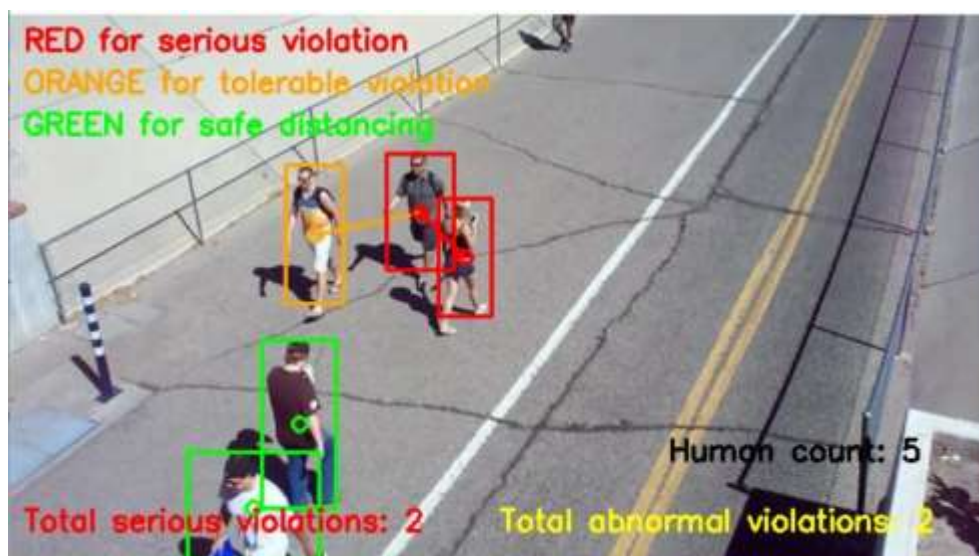 RED for serious violation
ORANGE for tolerable violation
GREEN for safe distancing
Human count: 5
Total serious violations: 2
Total abnormal violations: 2